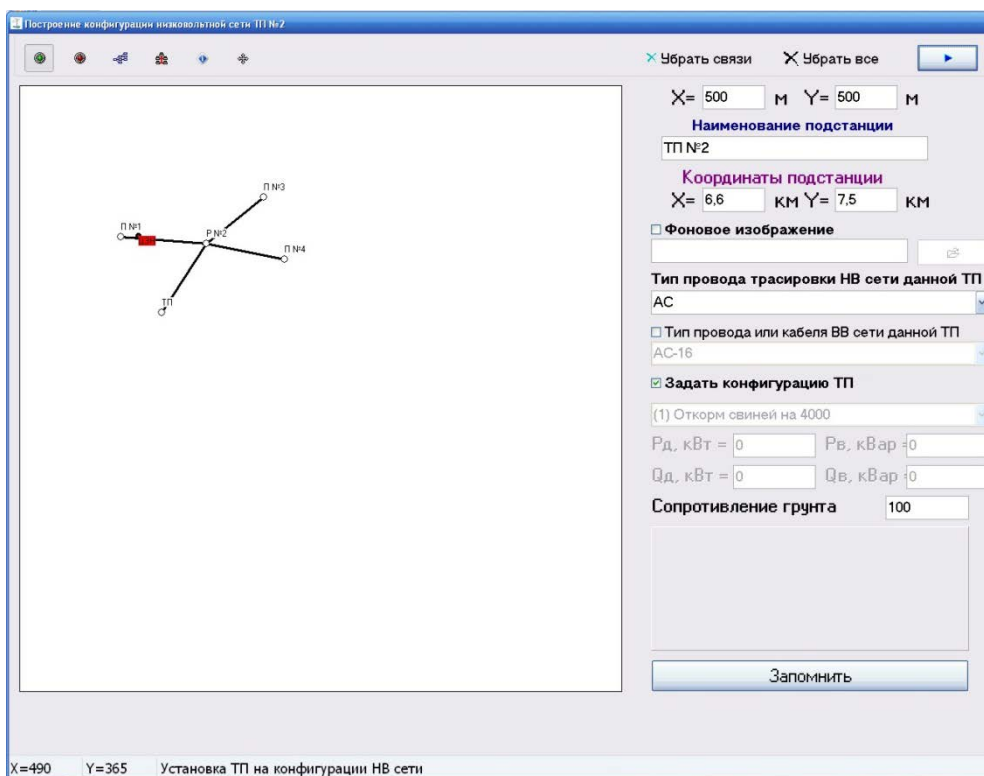 Построение конфигурации низковольтной сети ТП №2
Убрать связи Убрать все
X= 500 м Y= 500 м
Наименование подстанции
ТП №2
Координаты подстанции
X= 6,6 км Y= 7,5 км
Фоновое изображение
Тип провода трасировки НВ сети данной ТП
АС
Тип провода или кабеля ВВ сети данной ТП
АС-16
Задать конфигурацию ТП
(1) Откорм свиней на 4000
Рд, кВт = 0 Рв, кВар = 0
Qд, кВт = 0 Qв, кВар = 0
Сопротивление грунта 100
Запомнить
П №3
П №1
Р №2
П №4
ТП
X=490 Y=365 Установка ТП на конфигурации НВ сети